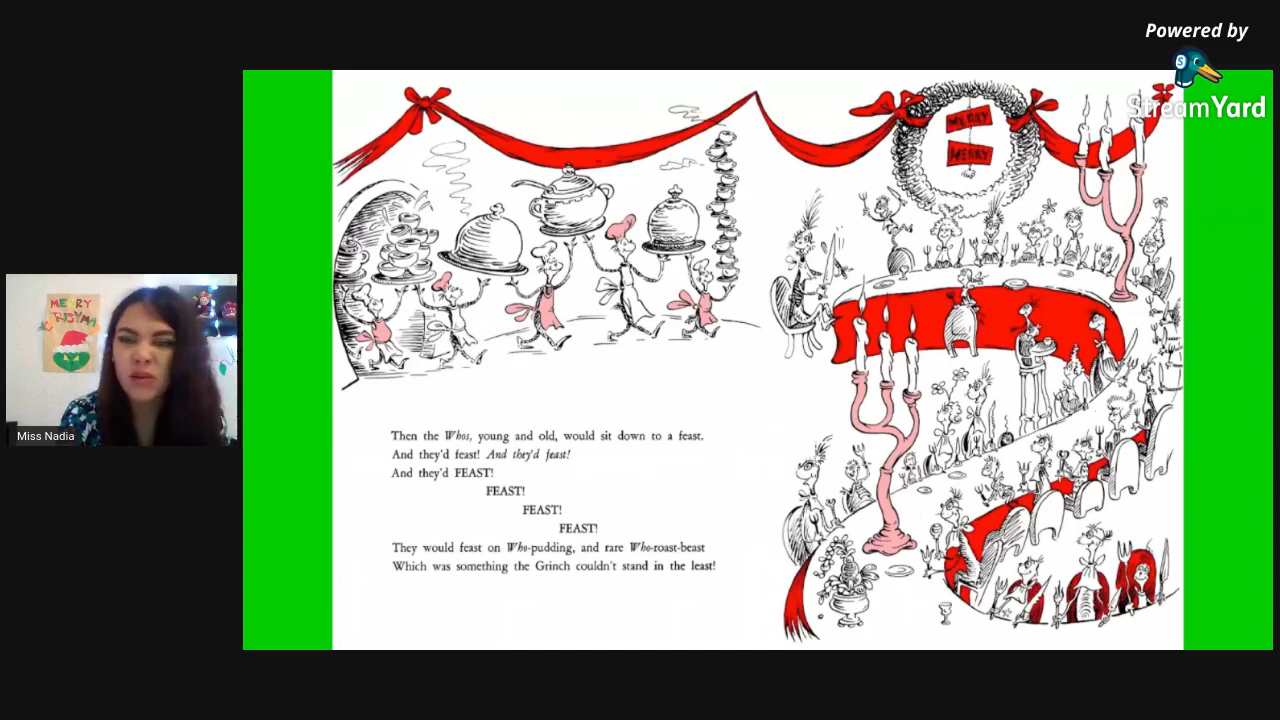 Powered by
StreamYard
MERRY
MERRY
MERRY
Miss Nadia
Then the Whos, young and old, would sit down to a feast.
And they'd feast! And they'd feast!
And they'd FEAST!
FEAST!
FEAST!
FEAST!
They would feast on Who-pudding, and rare Who-roast-beast
Which was something the Grinch couldn't stand in the least!